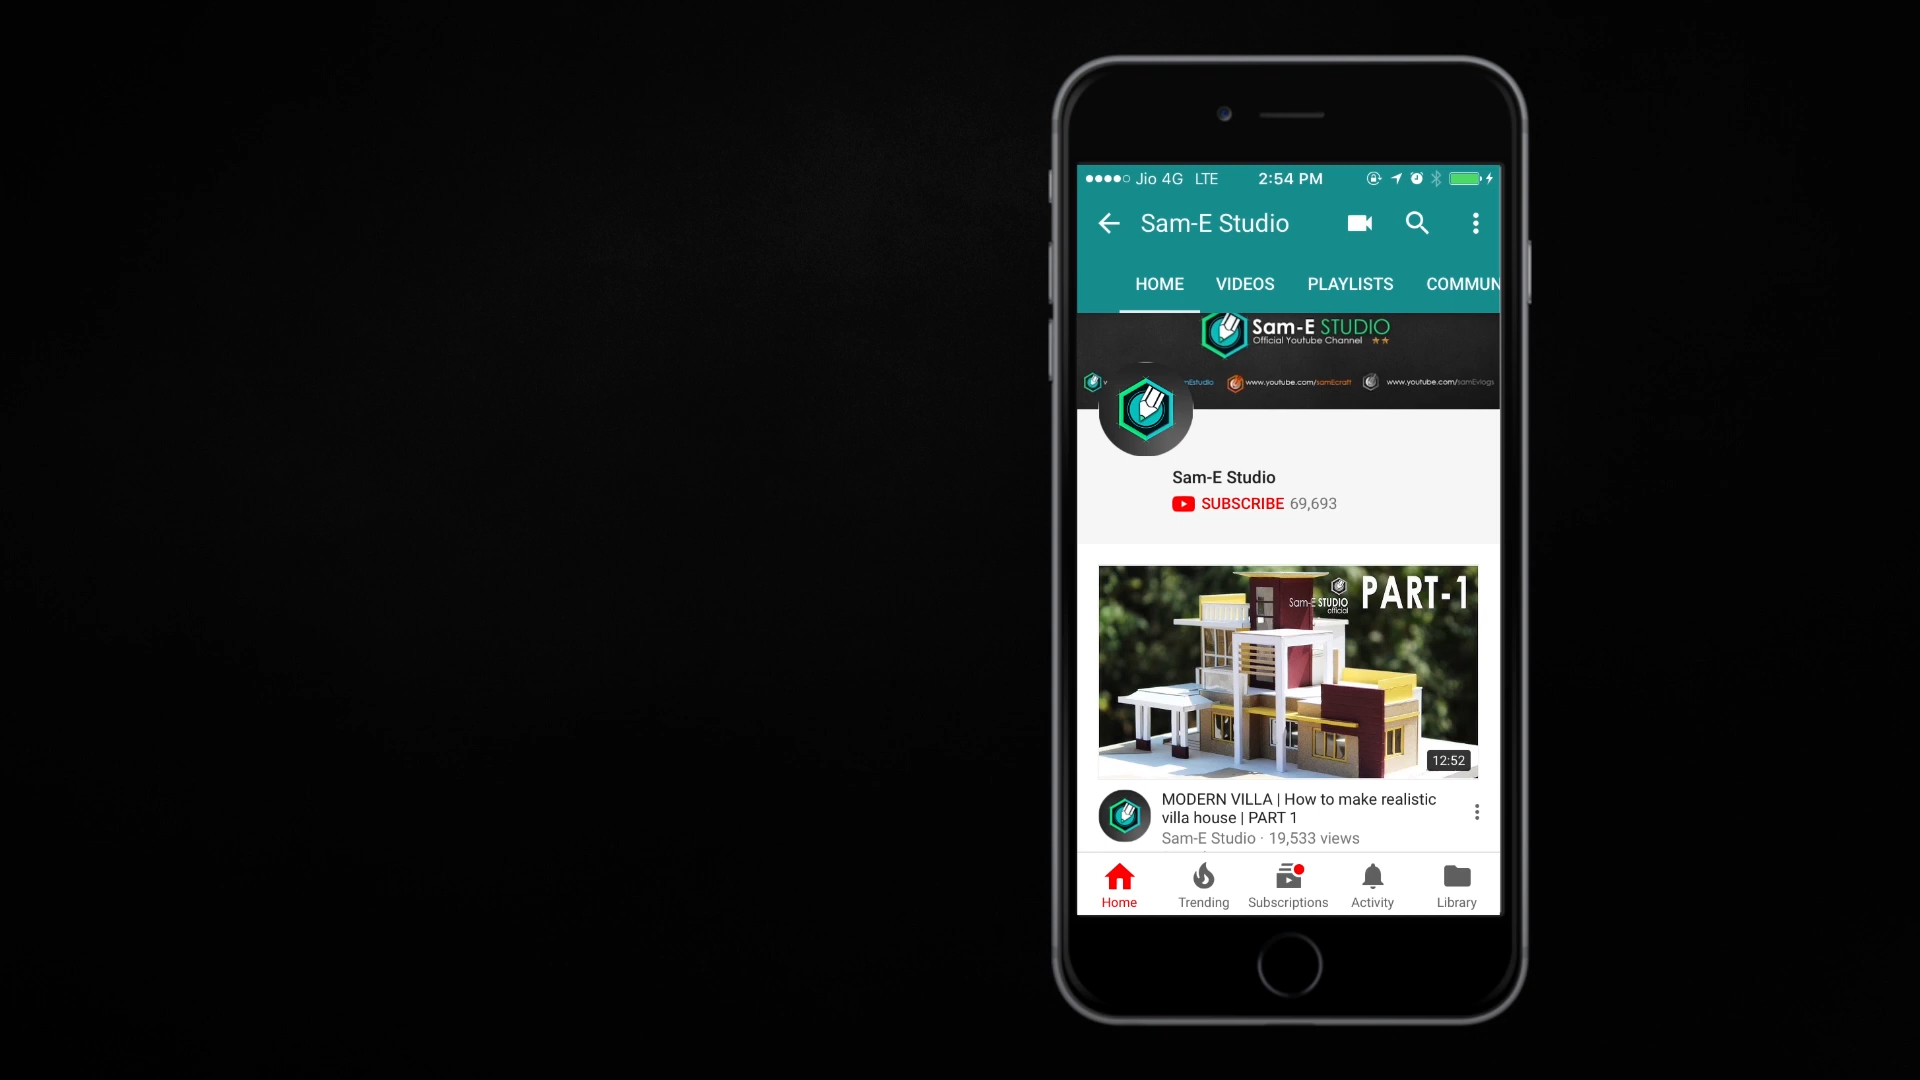 Jio 4G LTE 2:54 PM
Sam-E Studio
HOME VIDEOS PLAYLISTS COMMUN
Sam-E STUDIO
Official Youtube Channel
www.youtube.com/samEcraft www.youtube.com/samEvlogs
Sam-E Studio
SUBSCRIBE 69,693
PART-1
Sam-E STUDIO
official
12:52
MODERN VILLA | How to make realistic
villa house | PART 1
Sam-E Studio · 19,533 views
Home Trending Subscriptions Activity Library